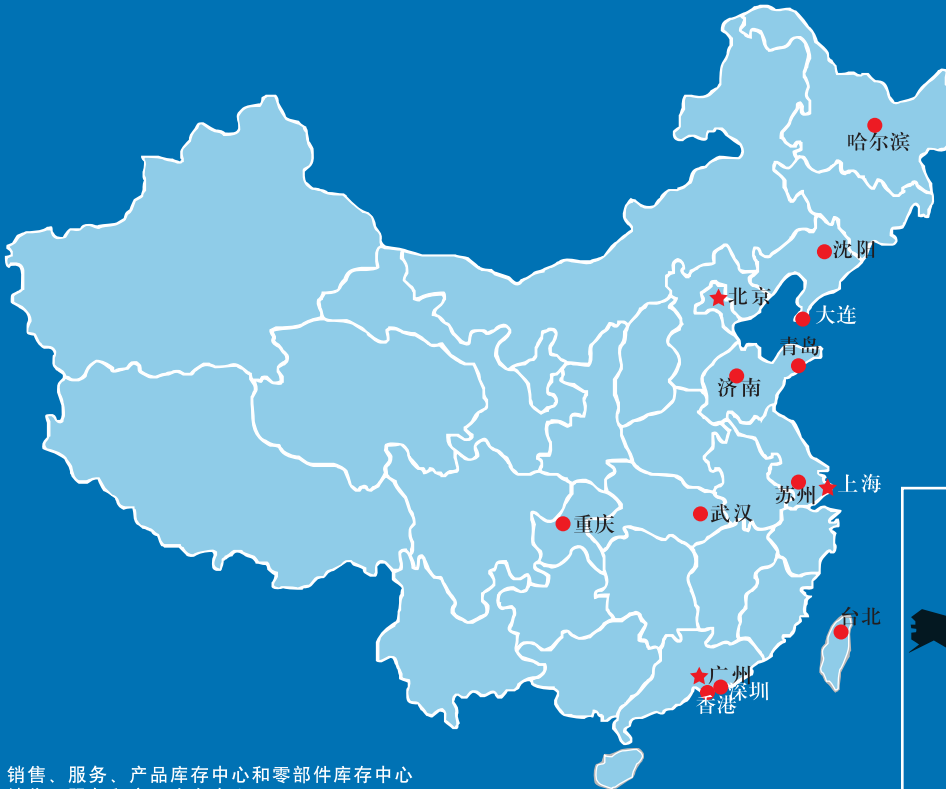 哈尔滨
沈阳
北京
大连
青岛
济南
上海
苏州
武汉
重庆
台北
广州
深圳
香港
销售、服务、产品库存中心和零部件库存中心